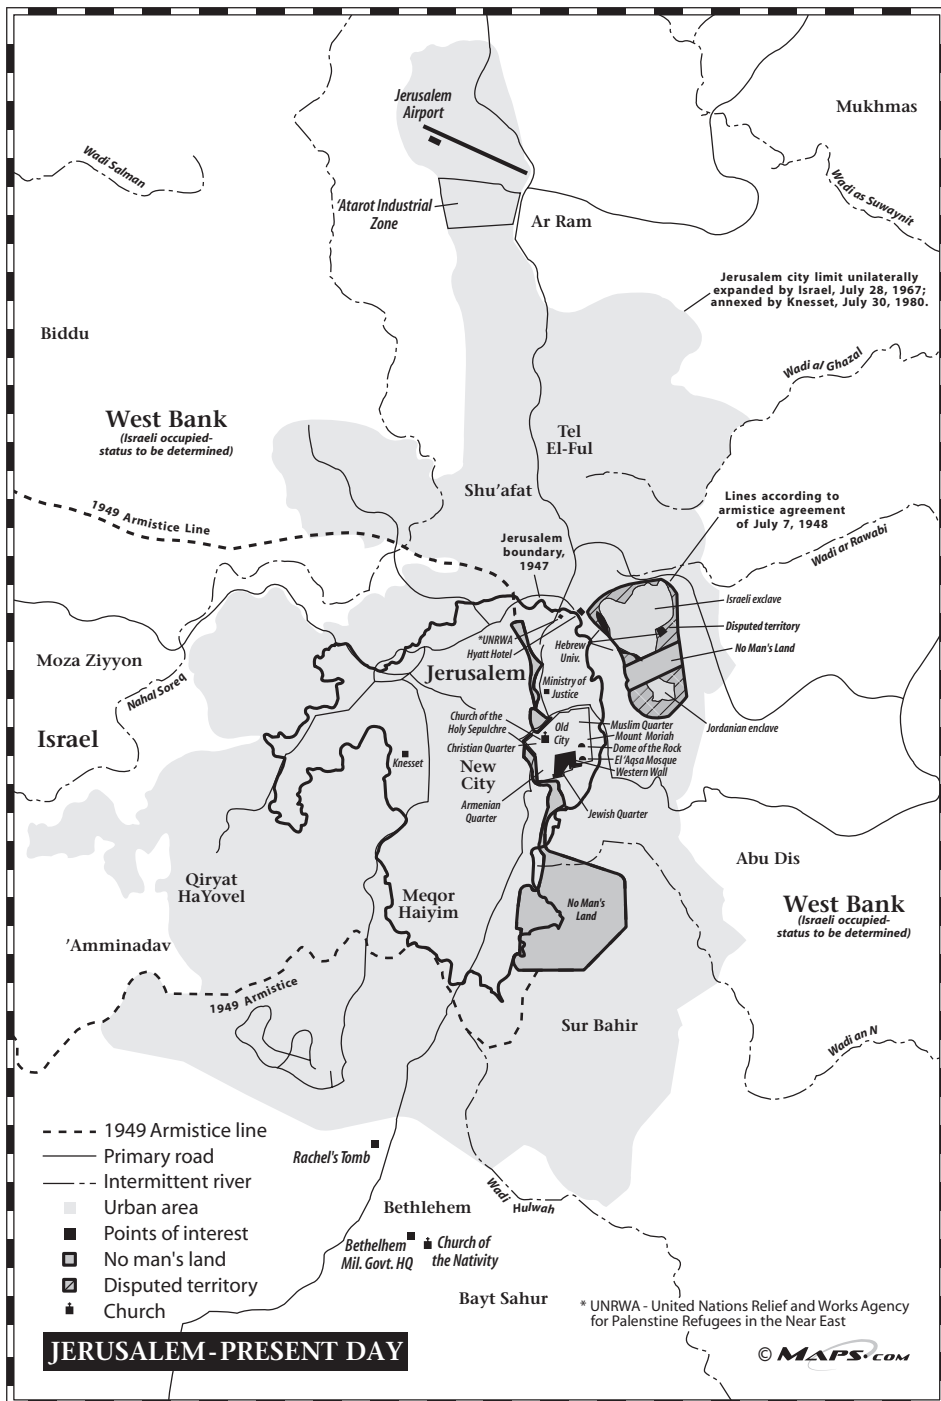 Jerusalem
Airport
Mukhmas
Wadi Salman
Wadi as Suwaynit
'Atarot Industrial
Zone
Ar Ram
Jerusalem city limit unilaterally
expanded by Israel, July 28, 1967;
annexed by Knesset, July 30, 1980.
Biddu
Wadi al Ghazal
West Bank
(Israeli occupied-
status to be determined)
Tel
El-Ful
Shu'afat
1949 Armistice Line
Lines according to
armistice agreement
of July 7, 1948
Jerusalem
boundary,
1947
Wadi ar Rawabi
Israeli exclave
Disputed territory
*UNRWA
Hyatt Hotel
Hebrew
Univ.
No Man's Land
Moza Ziyyon
Jerusalem
Nahal Soreq
Ministry of
Justice
Israel
Church of the
Holy Sepulchre
Old
City
Muslim Quarter
Mount Moriah
Jordanian enclave
Christian Quarter
Dome of the Rock
El 'Aqsa Mosque
Western Wall
Knesset
New
City
Armenian
Quarter
Jewish Quarter
Abu Dis
Qiryat
HaYovel
Meqor
Haiyim
No Man's
Land
West Bank
(Israeli occupied-
status to be determined)
'Amminadav
1949 Armistice
Sur Bahir
Wadi an N
1949 Armistice line
Primary road
Intermittent river
Urban area
Points of interest
No man's land
Disputed territory
Church
Rachel's Tomb
Wadi Hulwah
Bethlehem
Bethelhem
Mil. Govt. HQ
Church of
the Nativity
Bayt Sahur
* UNRWA - United Nations Relief and Works Agency
for Palenstine Refugees in the Near East
JERUSALEM - PRESENT DAY
© MAPS.COM